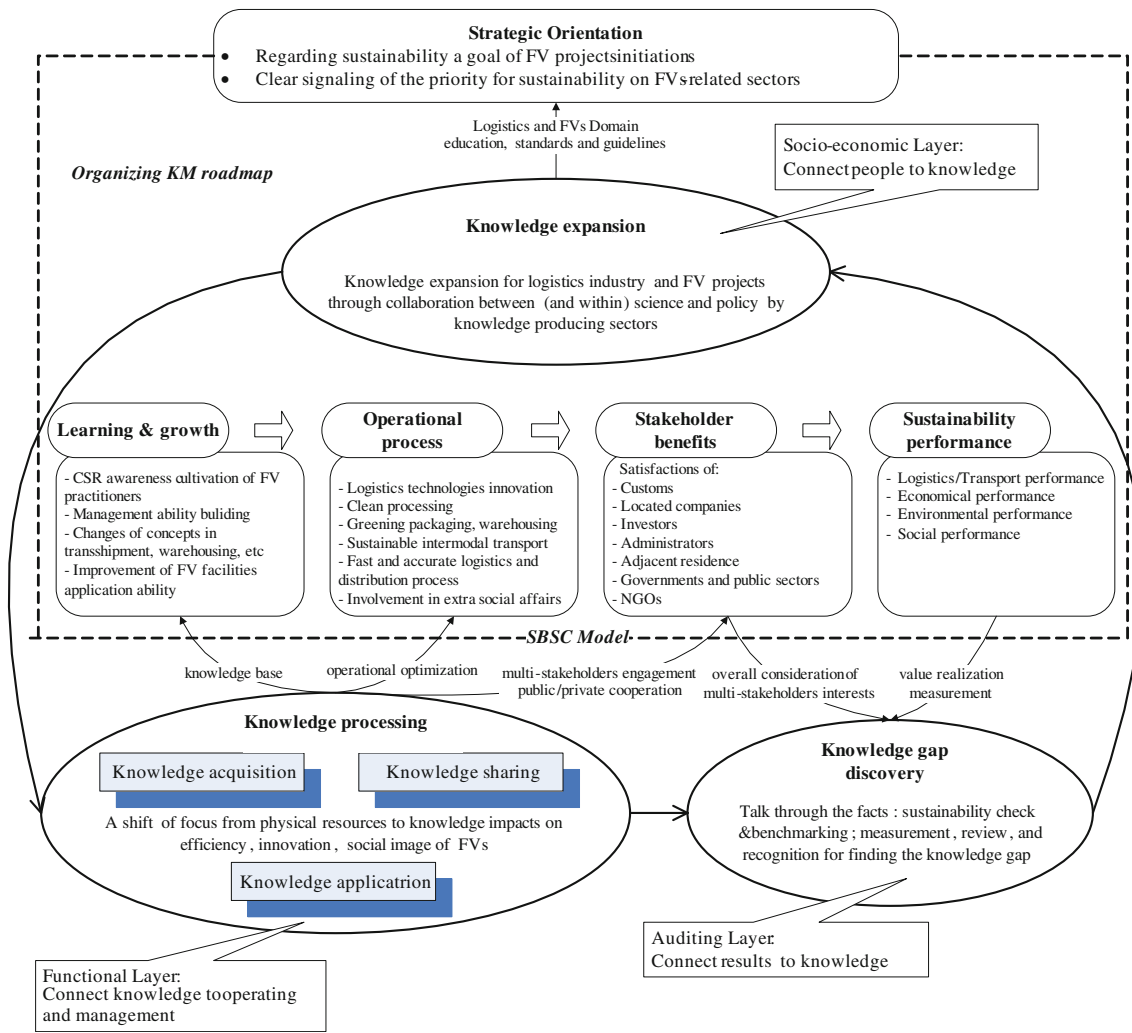 Strategic Orientation
• Regarding sustainability a goal of FV projectsinitiations
• Clear signaling of the priority for sustainability on FVs related sectors
Logistics and FVs Domain
education, standards and guidelines
Socio-economic Layer:
Connect people to knowledge
Organizing KM roadmap
Knowledge expansion
Knowledge expansion for logistics industry and FV projects
through collaboration between (and within) science and policy by
knowledge producing sectors
Learning & growth
- CSR awareness cultivation of FV
practitioners
- Management ability buliding
- Changes of concepts in
transshipment, warehousing, etc
- Improvement of FV facilities
application ability
Operational
process
- Logistics technologies innovation
- Clean processing
- Greening packaging, warehousing
- Sustainable intermodal transport
- Fast and accurate logistics and
distribution process
- Involvement in extra social affairs
Stakeholder
benefits
Satisfactions of:
- Customs
- Located companies
- Investors
- Administrators
- Adjacent residence
- Governments and public sectors
- NGOs
Sustainability
performance
- Logistics/Transport performance
- Economical performance
- Environmental performance
- Social performance
SBSC Model
knowledge base
operational optimization
multi-stakeholders engagement
public/private cooperation
overall consideration of
multi-stakeholders interests
value realization
measurement
Knowledge processing
Knowledge acquisition
Knowledge sharing
A shift of focus from physical resources to knowledge impacts on
efficiency, innovation, social image of FVs
Knowledge applicatrion
Knowledge gap
discovery
Talk through the facts : sustainability check
&benchmarking; measurement, review, and
recognition for finding the knowledge gap
Functional Layer:
Connect knowledge tooperating
and management
Auditing Layer:
Connect results to knowledge